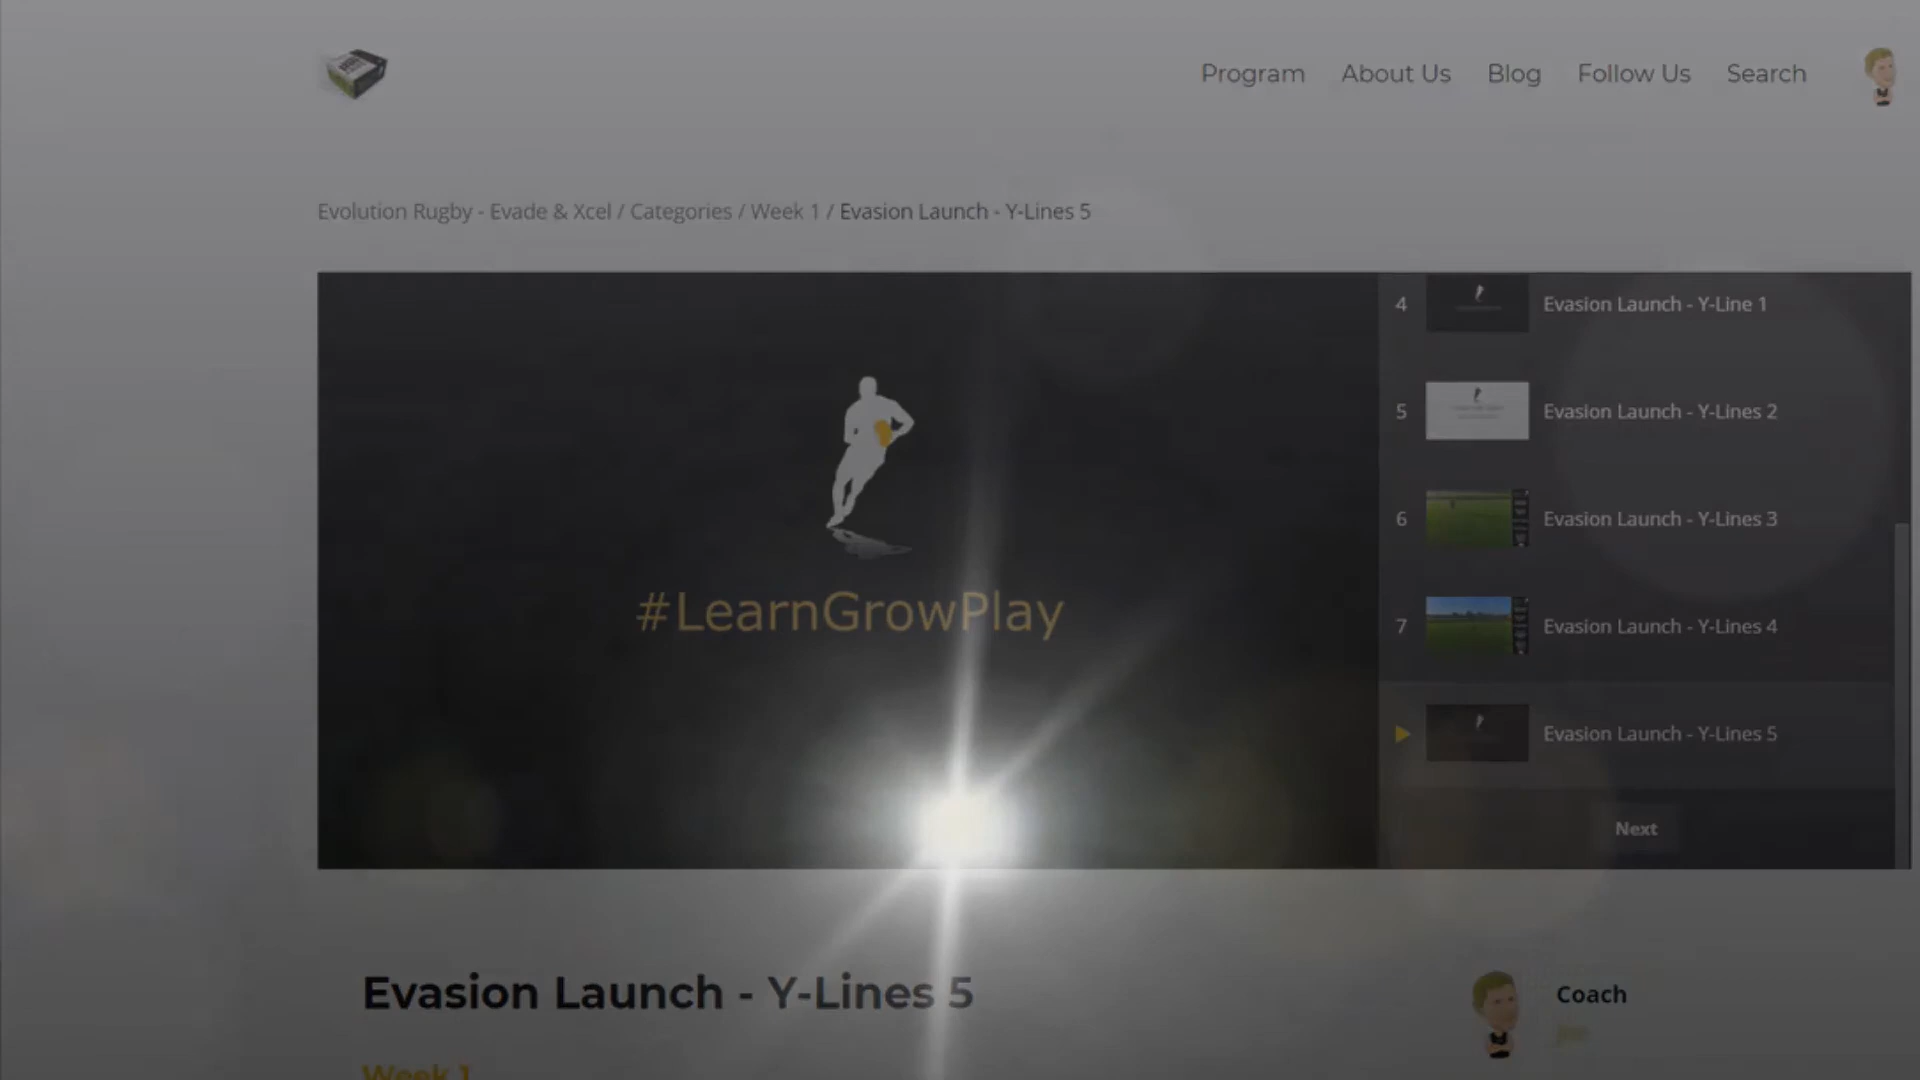 Program About Us Blog Follow Us Search
Evolution Rugby - Evade & Xcel / Categories / Week 1 / Evasion Launch - Y-Lines 5
#LearnGrowPlay
4 Evasion Launch - Y-Line 1
5 Evasion Launch - Y-Lines 2
6 Evasion Launch - Y-Lines 3
7 Evasion Launch - Y-Lines 4
Evasion Launch - Y-Lines 5
Next
Evasion Launch - Y-Lines 5
Coach
Week 1